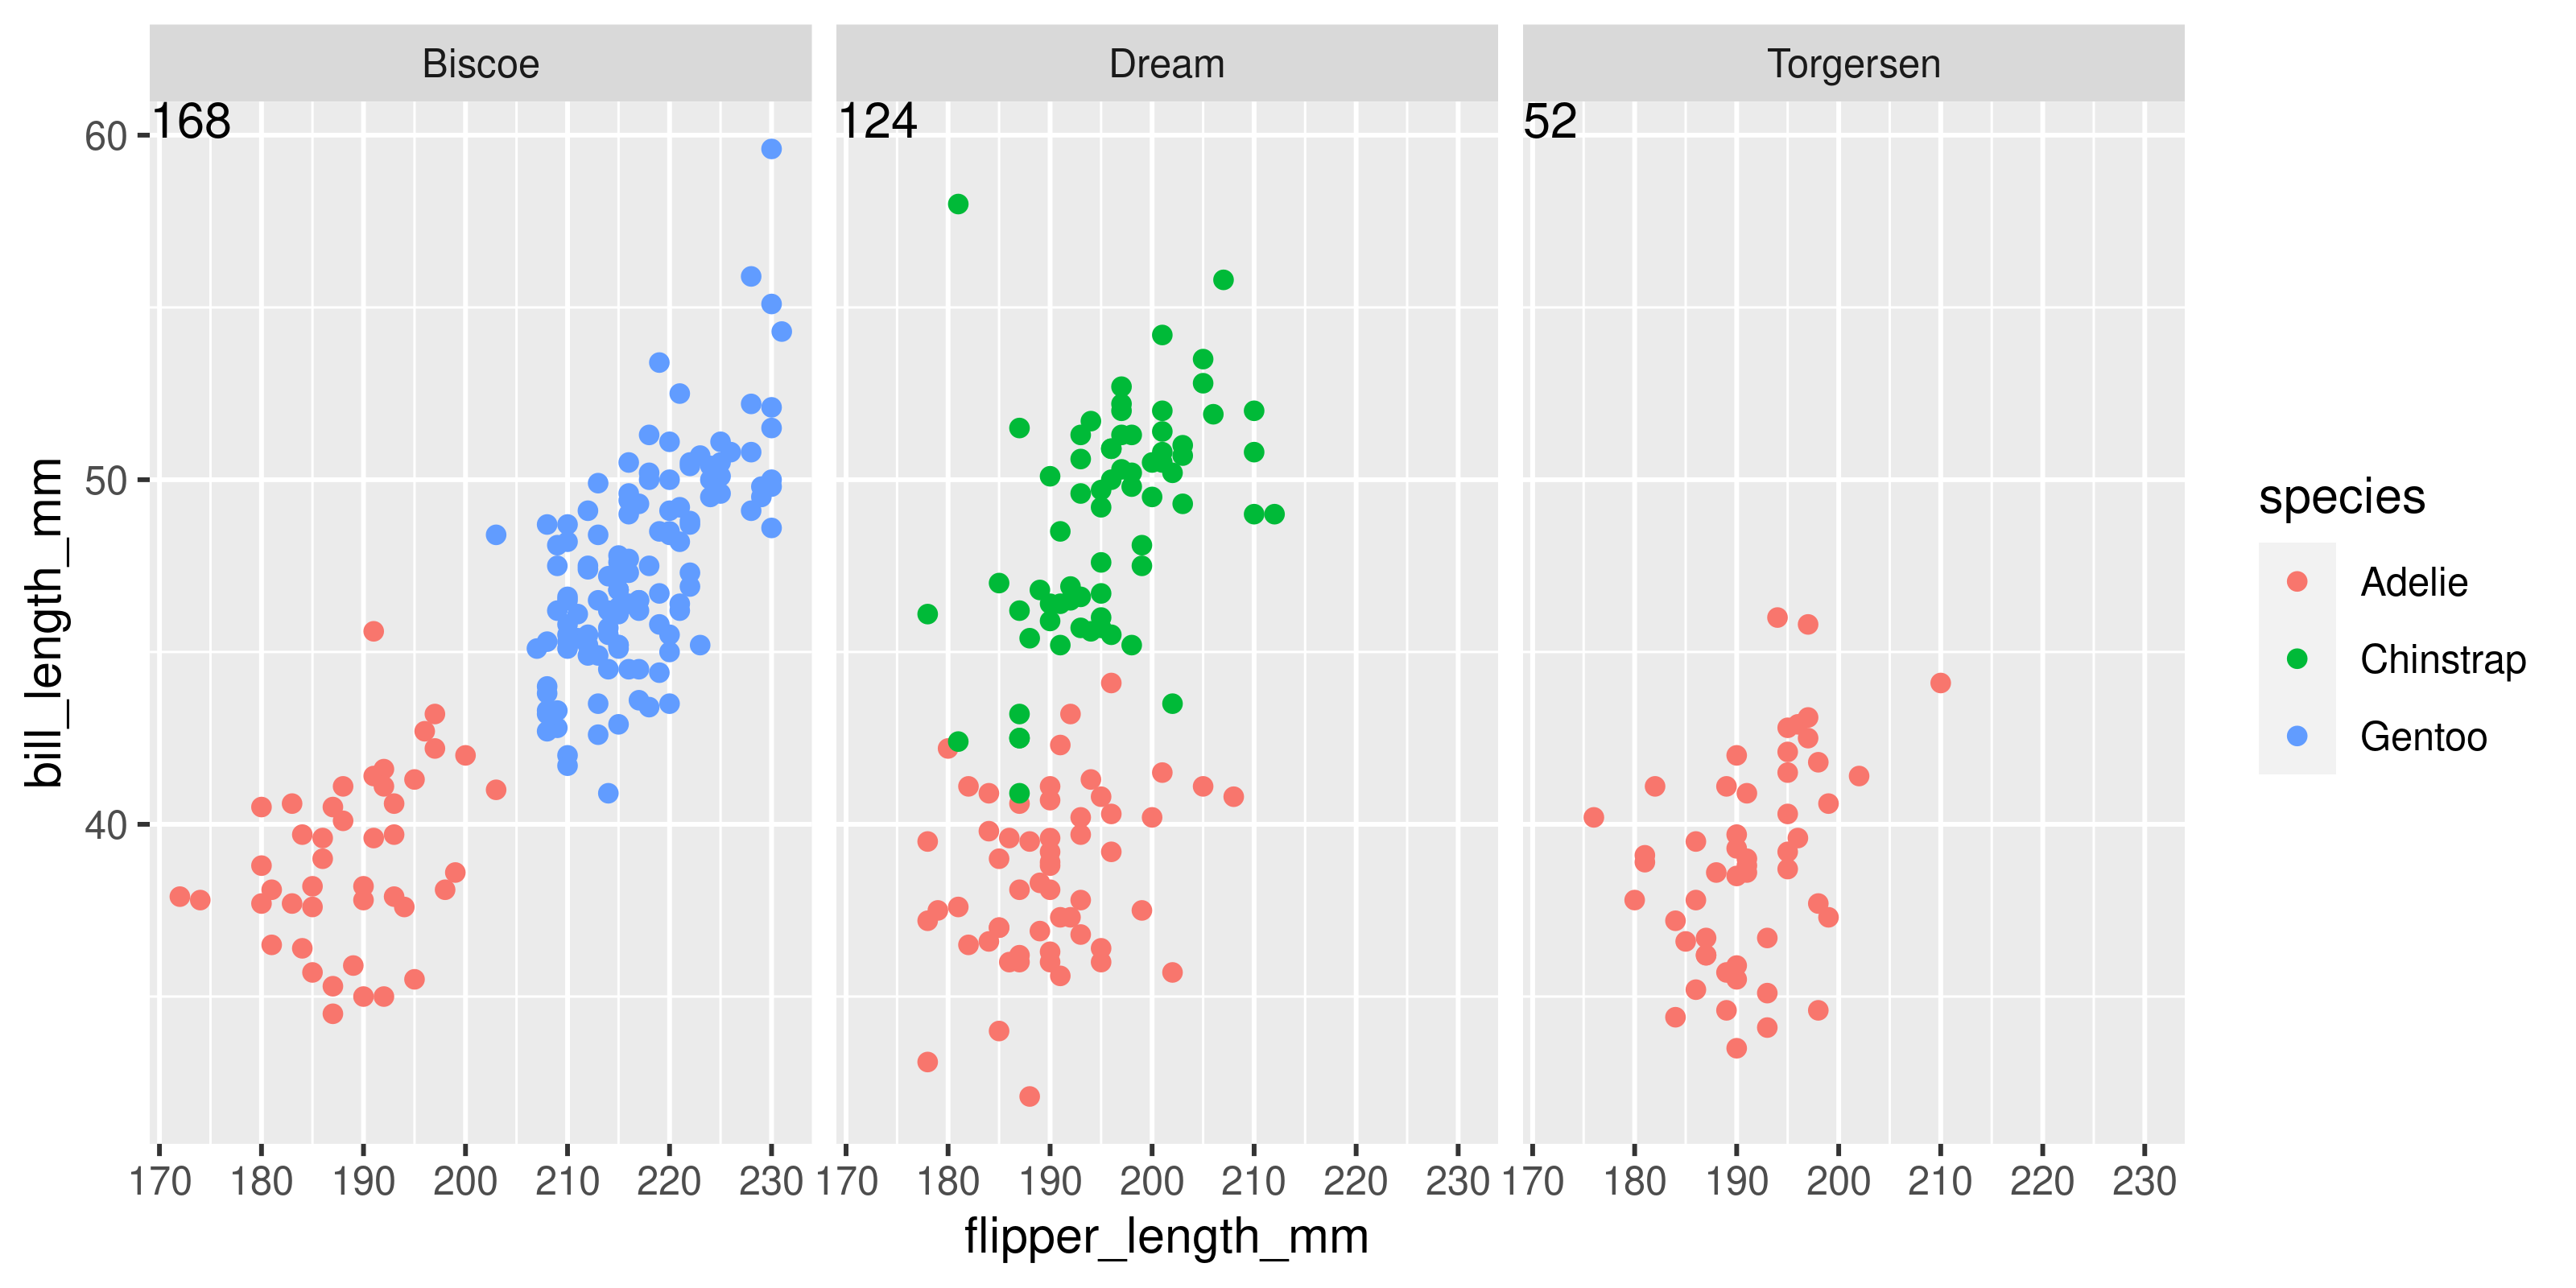 Biscoe Dream Torgersen
168 124 52
60
50
40
bill_length_mm
170 180 190 200 210 220 230 170 180 190 200 210 220 230 170 180 190 200 210 220 230
flipper_length_mm
species
Adelie
Chinstrap
Gentoo